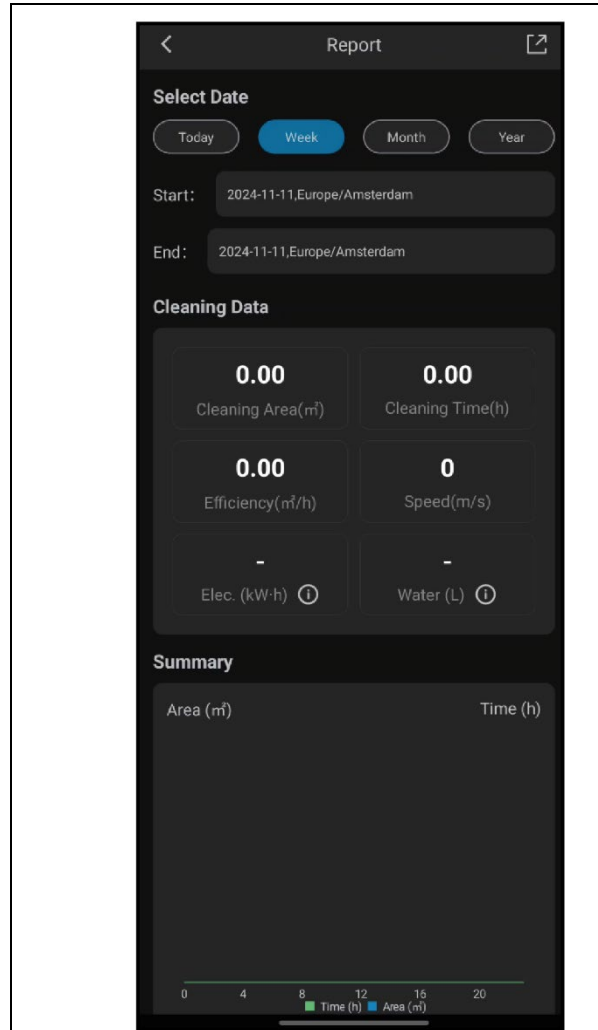 Report
Select Date
Today Week Month Year
Start: 2024-11-11,Europe/Amsterdam
End: 2024-11-11,Europe/Amsterdam
Cleaning Data
0.00 0.00
Cleaning Area(㎡) Cleaning Time(h)
0.00 0
Efficiency(㎡/h) Speed(m/s)
- -
Elec. (kW·h) Water (L)
Summary
Area (㎡) Time (h)
0 4 8 12 16 20
Time (h) Area (㎡)